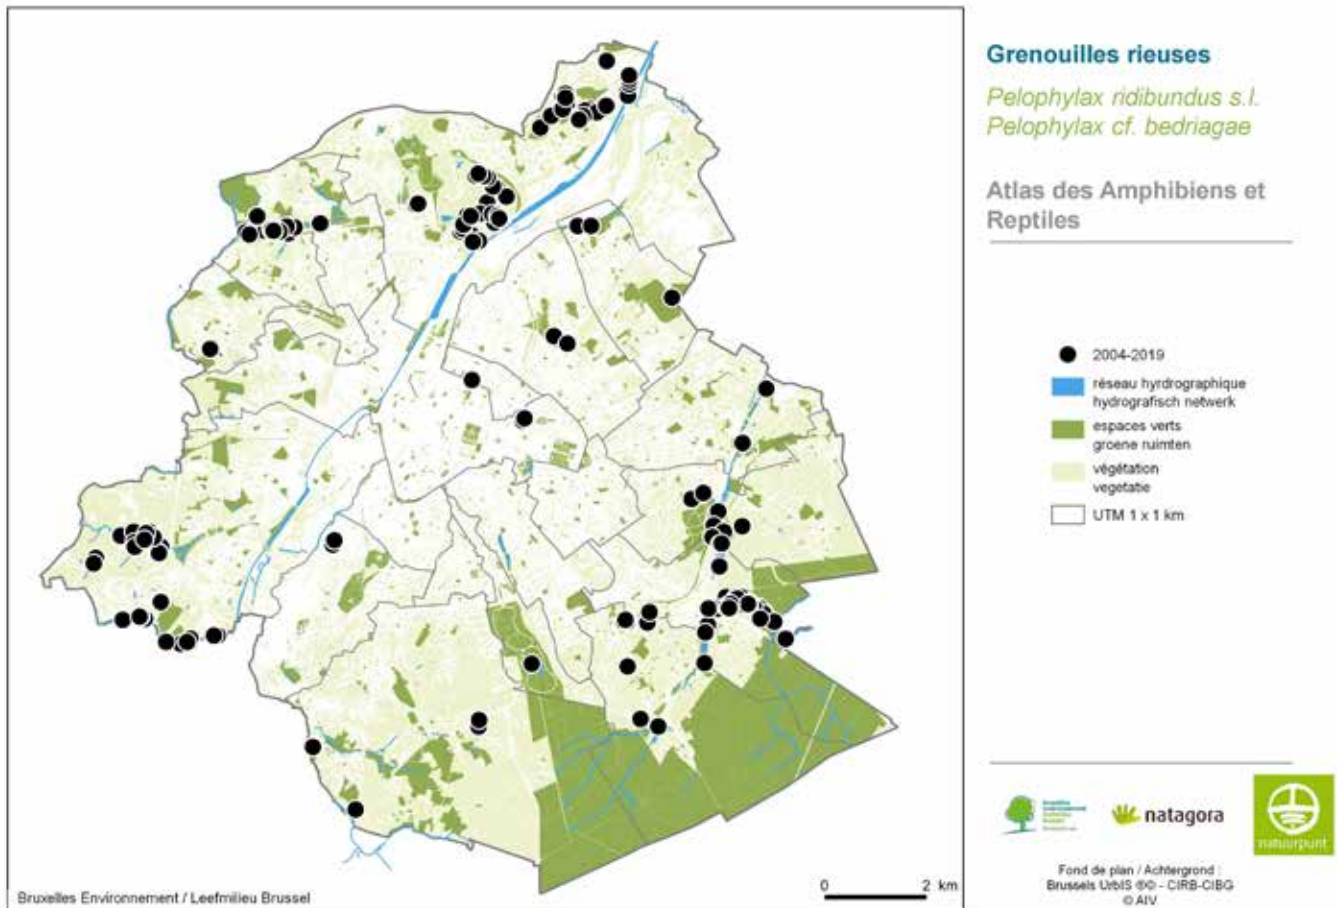 Grenouilles rieuses
Pelophylax ridibundus s.l.
Pelophylax cf. bedriagae
Atlas des Amphibiens et
Reptiles
2004-2019
réseau hyrdrographique
hydrografisch netwerk
espaces verts
groene ruimten
végétation
vegetatie
UTM 1 x 1 km
natagora
natuurpunt
Fond de plan / Achtergrond :
Brussels UrbIS ®© - CIRB-CIBG
© AIV
0 2 km
Bruxelles Environnement / Leefmilieu Brussel